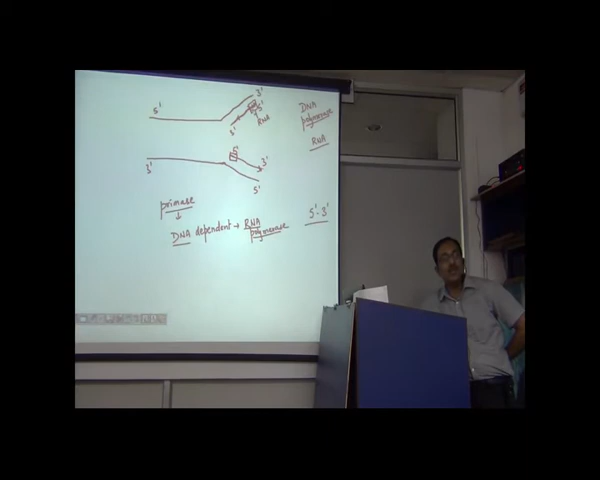 5' 3'
5'
3' RNA
DNA
polymerase
RNA
5'
3'
3' 5'
primase
DNA dependent → RNA
polymerase
5'-3'